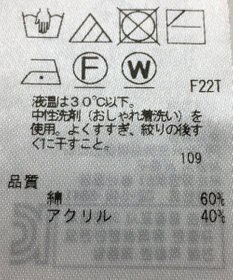 F W
F22T
液温は30℃以下。
中性洗剤（おしゃれ着洗い）を
使用。よくすすぎ、絞りの後す
ぐに干すこと。
109
品質
綿 60%
アクリル 40%